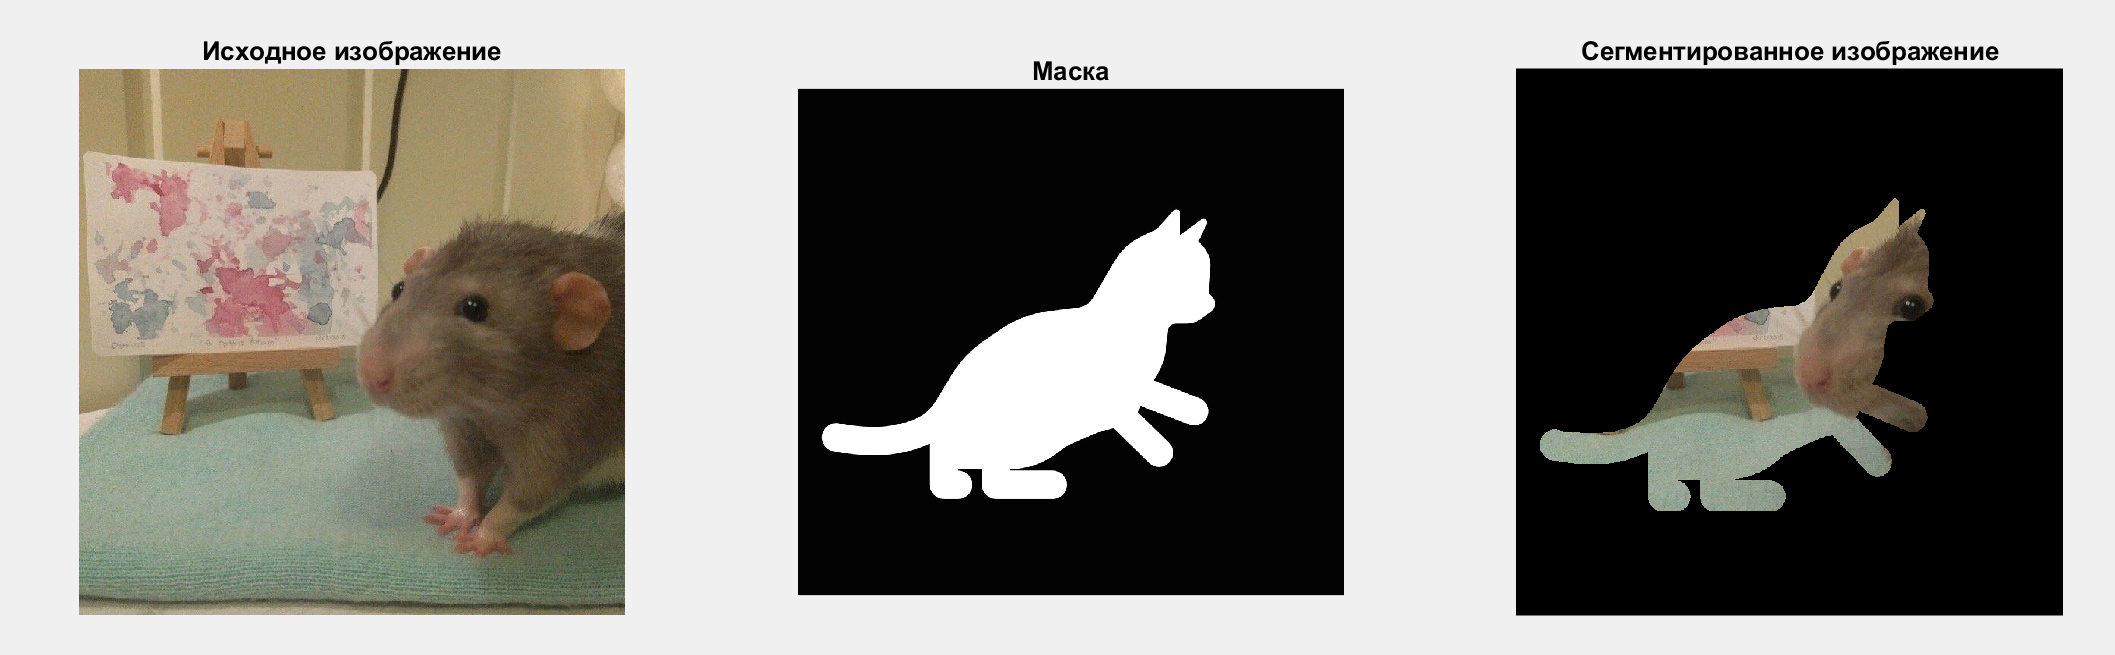 Исходное изображение
Маска
Сегментированное изображение